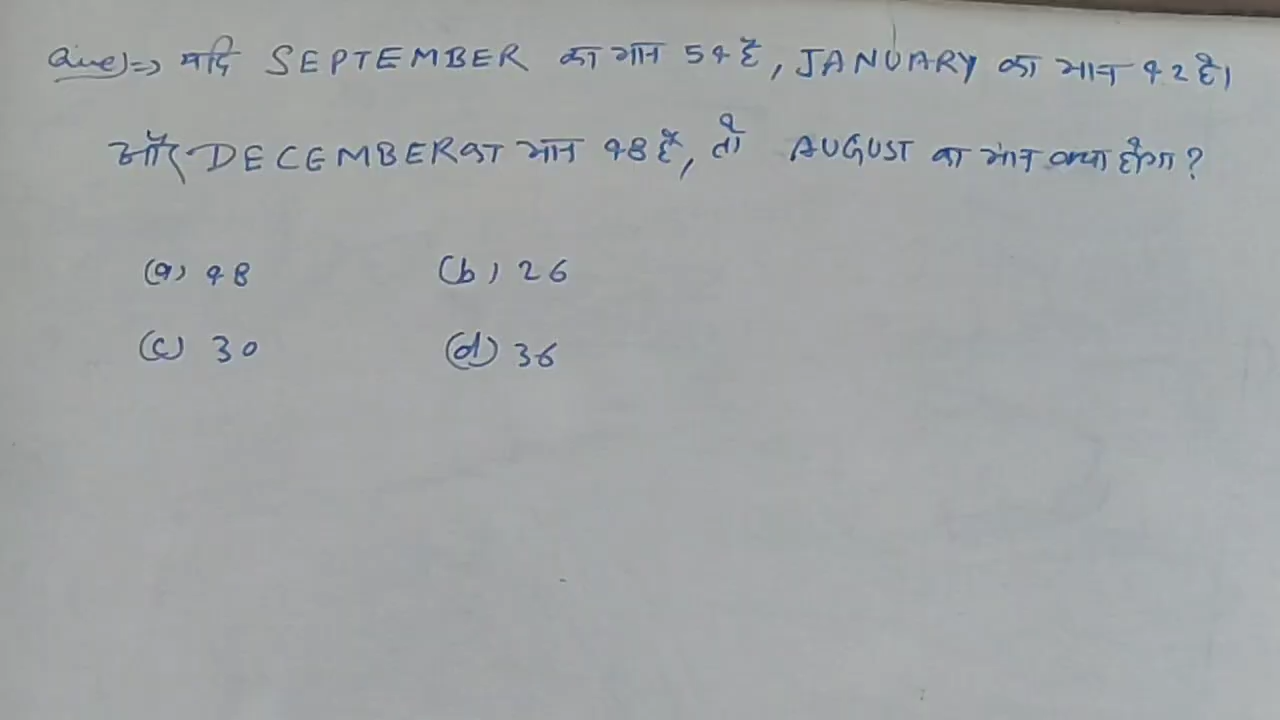 Que)⇒ यदि SEPTEMBER का मान 54 है, JANUARY का मान 42 है।
और DECEMBER का मान 48 है, तो AUGUST का मान क्या होगा?
(a) 48 (b) 26
(c) 30 (d) 36